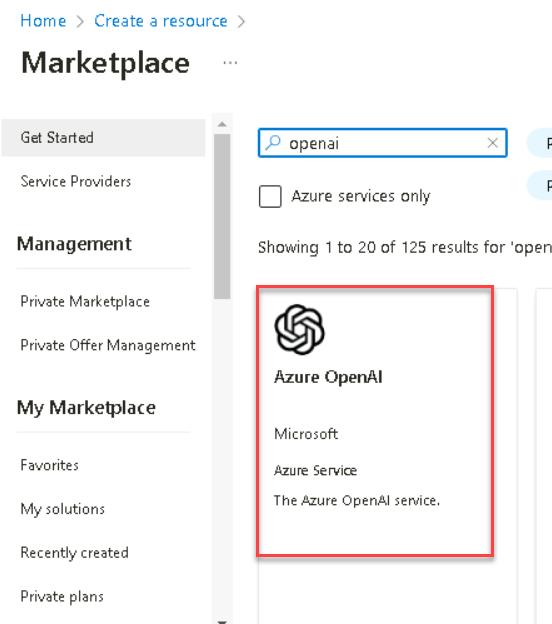 Home > Create a resource >
Marketplace ...
Get Started
Service Providers
Management
Private Marketplace
Private Offer Management
My Marketplace
Favorites
My solutions
Recently created
Private plans
openai
Azure services only
Showing 1 to 20 of 125 results for 'open
Azure OpenAI
Microsoft
Azure Service
The Azure OpenAI service.